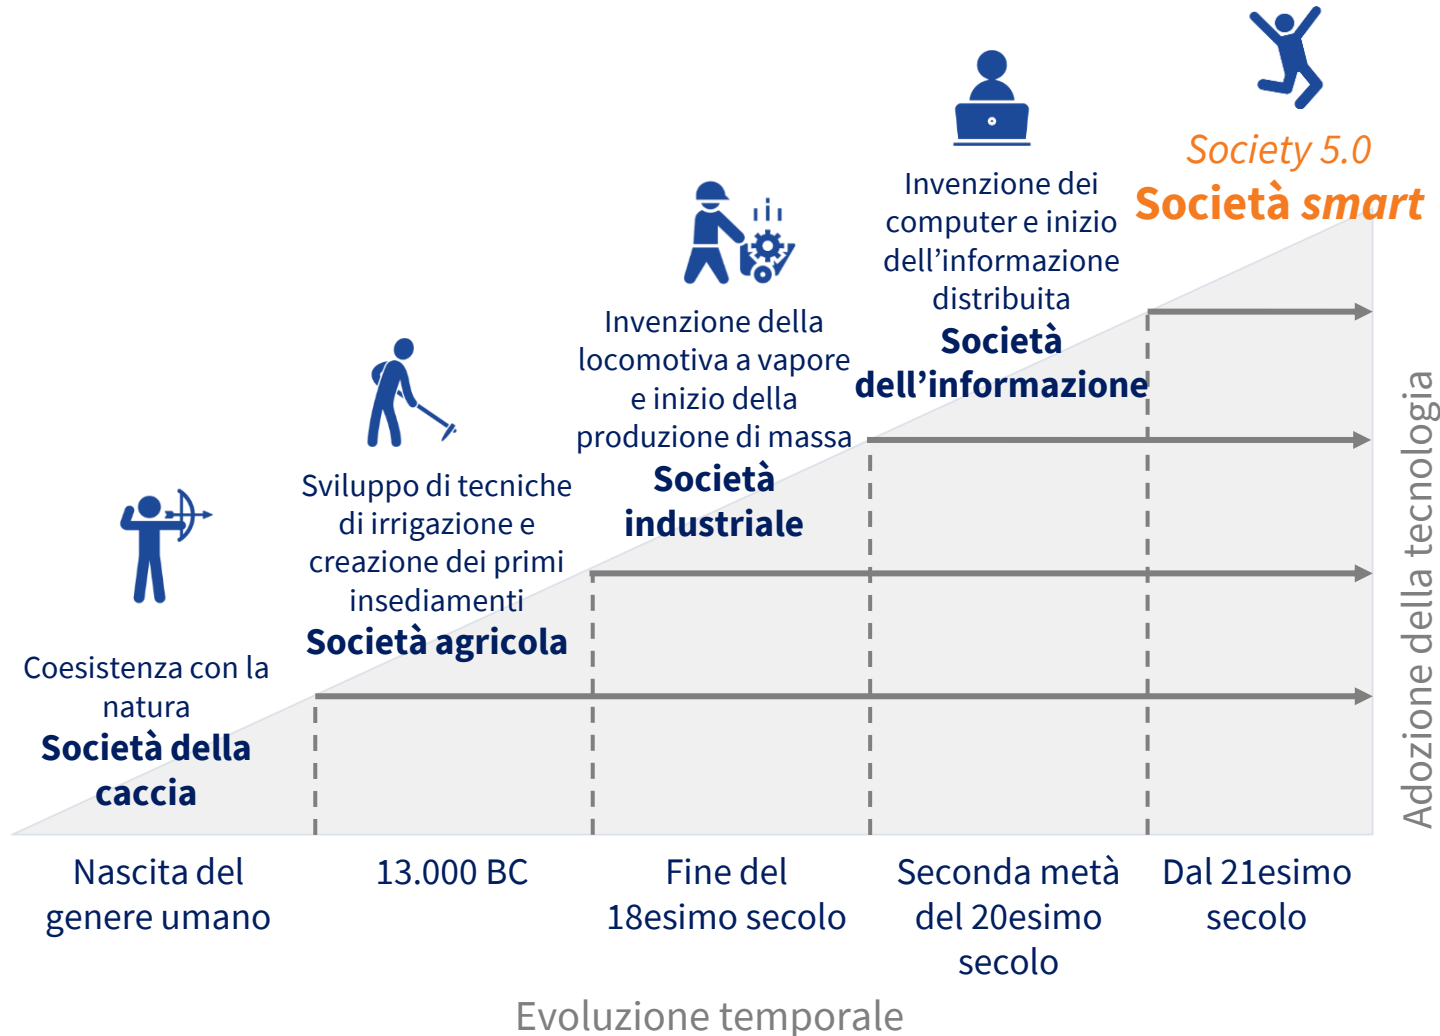 Society 5.0
Società smart
Invenzione dei
computer e inizio
dell’informazione
distribuita
Società
dell’informazione
Invenzione della
locomotiva a vapore
e inizio della
produzione di massa
Società
industriale
Sviluppo di tecniche
di irrigazione e
creazione dei primi
insediamenti
Società agricola
Coesistenza con la
natura
Società della
caccia
Adozione della tecnologia
Nascita del
genere umano
13.000 BC
Fine del
18esimo secolo
Seconda metà
del 20esimo
secolo
Dal 21esimo
secolo
Evoluzione temporale